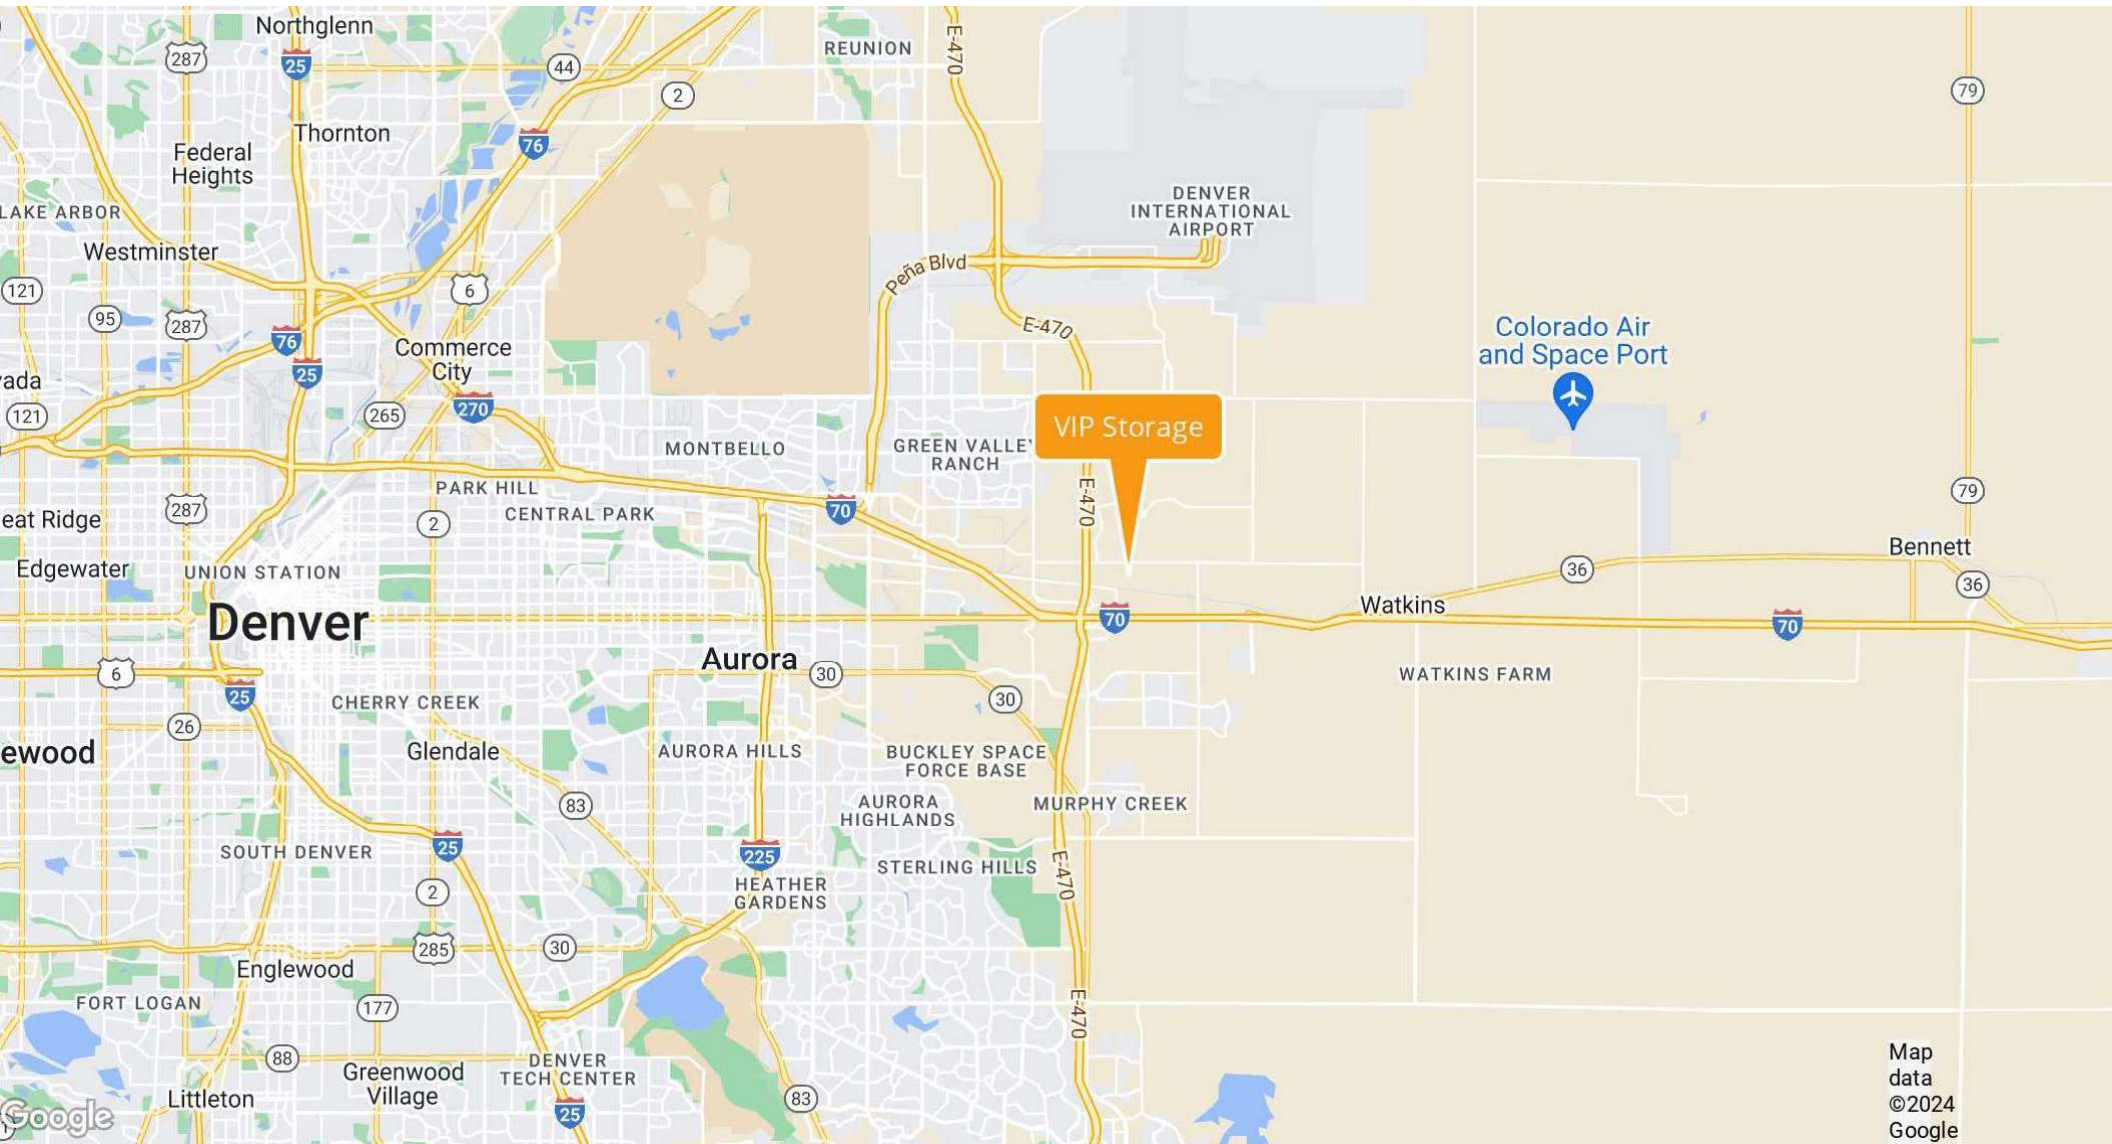 Northglenn
287
25
44
2
REUNION
E-470
79
Thornton
76
Federal
Heights
LAKE ARBOR
Westminster
DENVER
INTERNATIONAL
AIRPORT
Peña Blvd
121
95
287
6
76
25
Commerce
City
E-470
Colorado Air
and Space Port
vada
121
265
270
VIP Storage
MONTBELLO
GREEN VALLEY
RANCH
PARK HILL
CENTRAL PARK
287
2
70
E-470
79
eat Ridge
Edgewater
UNION STATION
Denver
36
Bennett
36
Watkins
70
70
Aurora
30
30
WATKINS FARM
6
25
CHERRY CREEK
26
ewood
Glendale
AURORA HILLS
BUCKLEY SPACE
FORCE BASE
83
AURORA
HIGHLANDS
MURPHY CREEK
SOUTH DENVER
25
225
STERLING HILLS
E-470
2
HEATHER
GARDENS
285
30
Englewood
FORT LOGAN
177
E-470
88
Greenwood
Village
DENVER
TECH CENTER
Littleton
25
83
Google
Map
data
©2024
Google